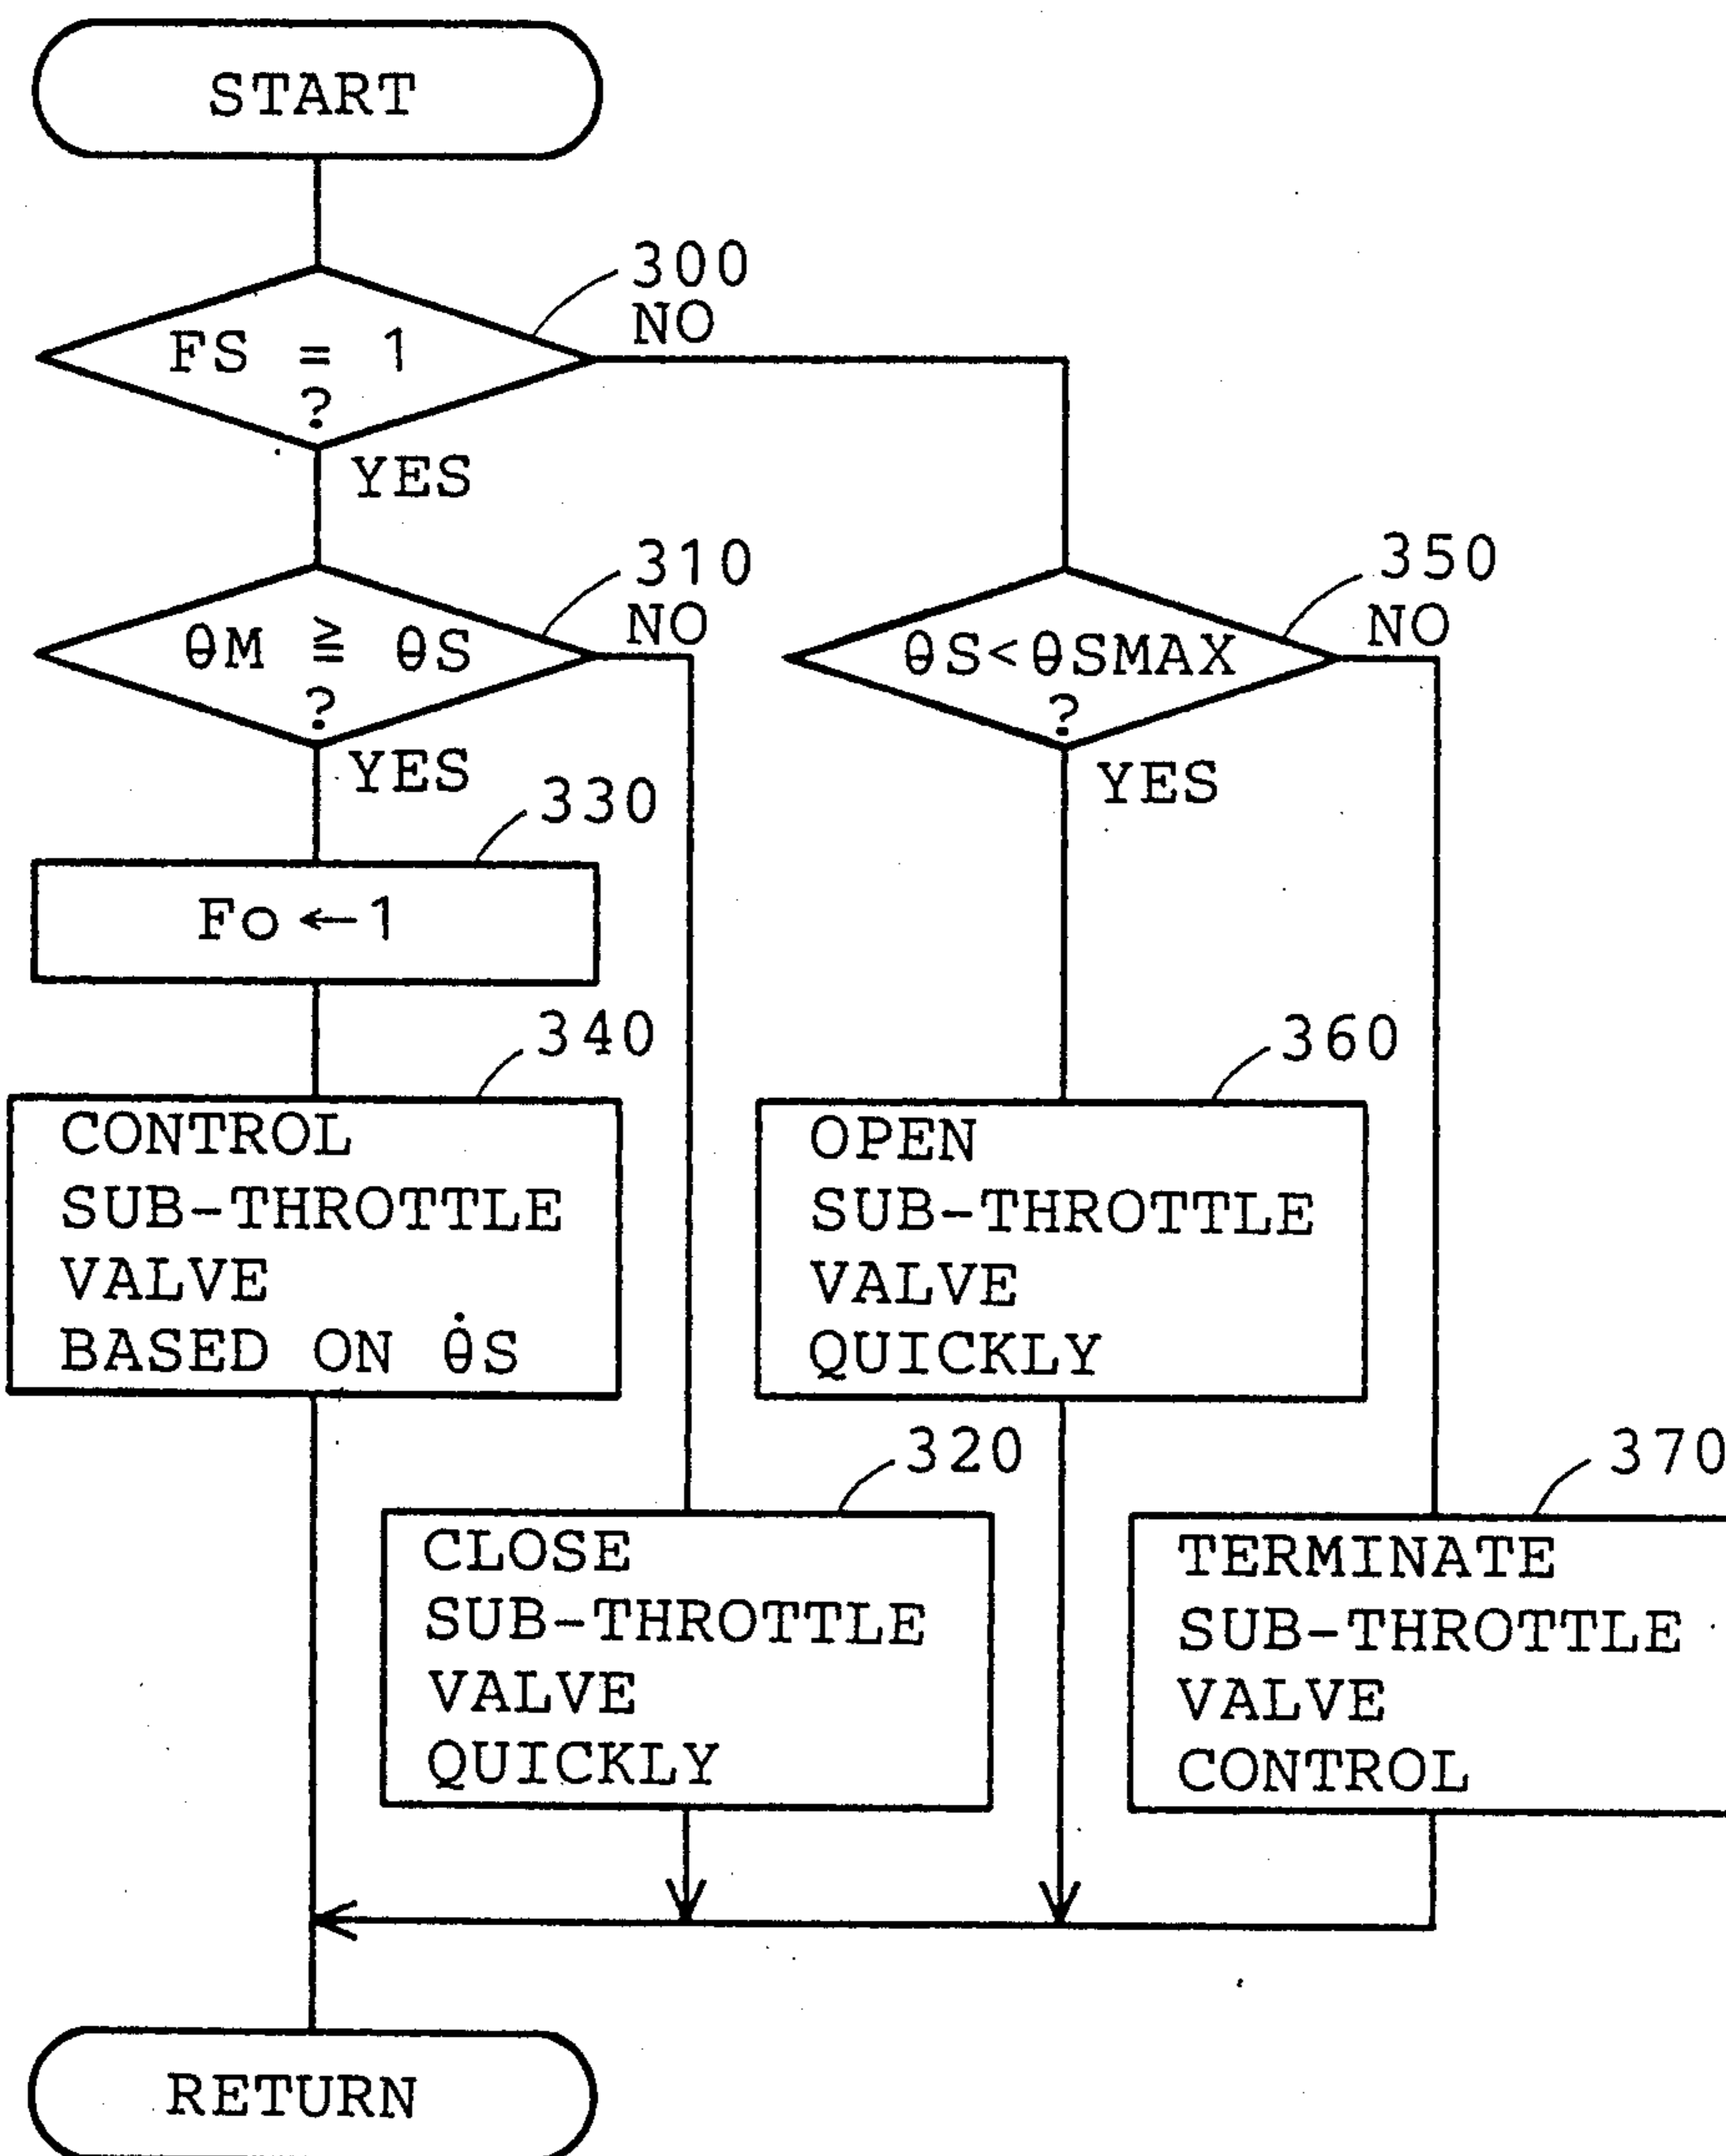 START
300
NO
FS = 1
?
YES
310
NO
θM ≧ θS
?
YES
350
NO
θS<θSMAX
?
YES
330
Fo ←1
340
CONTROL
SUB-THROTTLE
VALVE
BASED ON θ̇S
360
OPEN
SUB-THROTTLE
VALVE
QUICKLY
320
CLOSE
SUB-THROTTLE
VALVE
QUICKLY
370
TERMINATE
SUB-THROTTLE
VALVE
CONTROL
RETURN